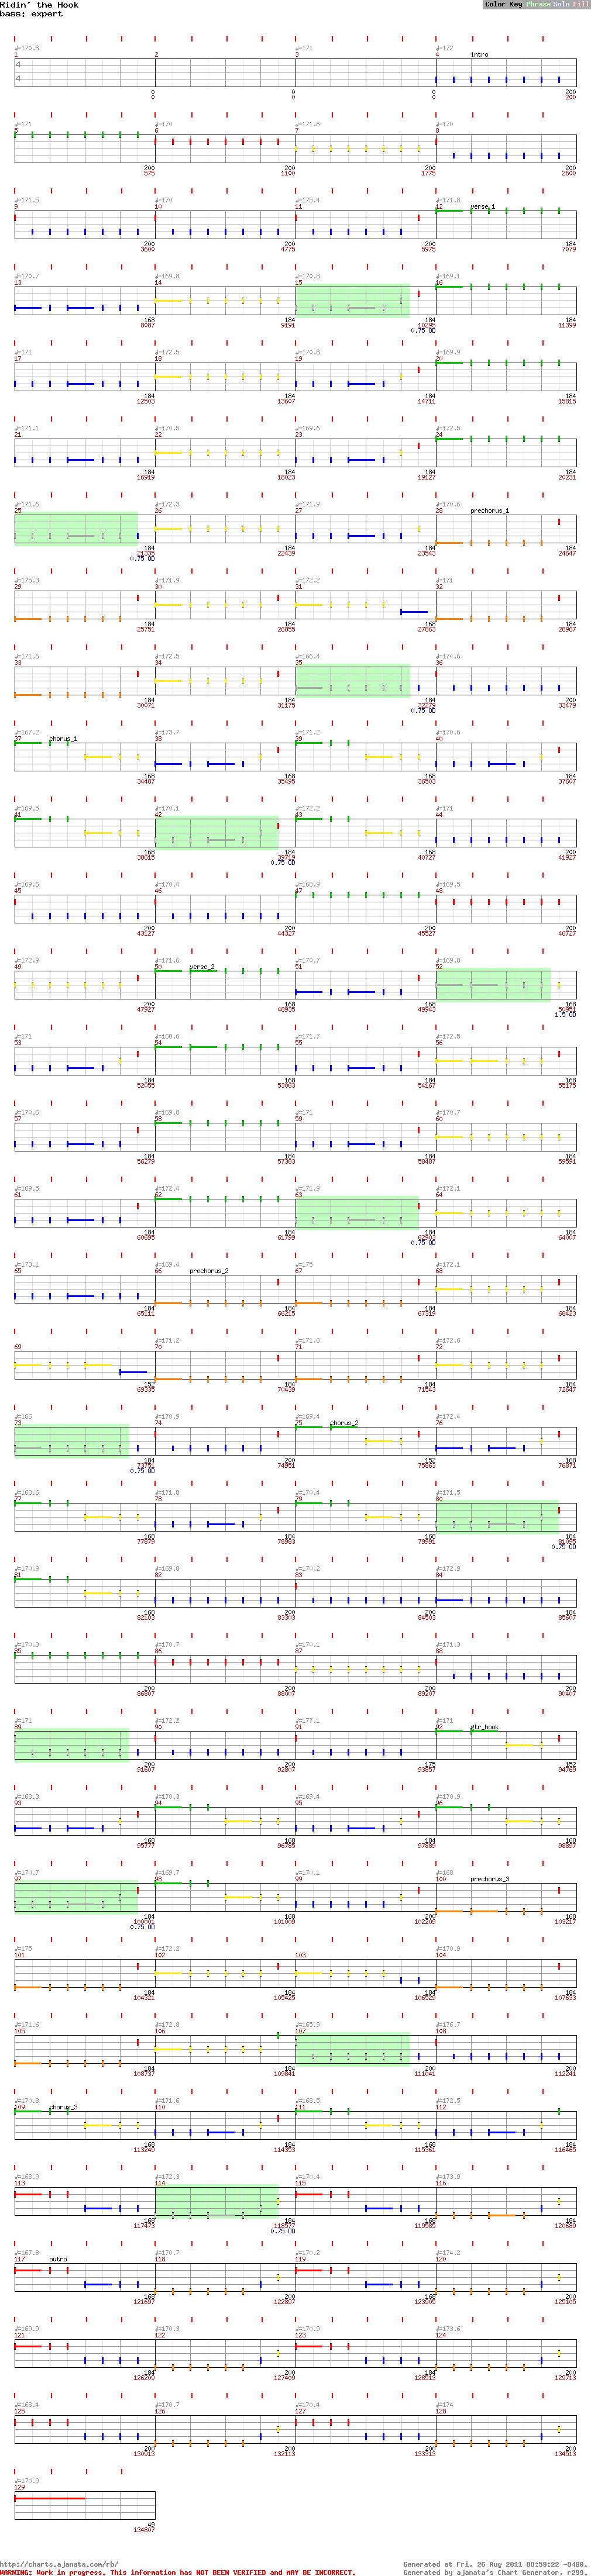 Ridin' the Hook
bass: expert
Color Key Phrase Solo Fill
♩=170.8 ♩=171 ♩=172
1 2 3 4 intro
4
4
0 0 0 200
0 0 200
♩=171 ♩=170 ♩=171.8 ♩=170
5 6 7 8
200 200 200 200
575 1100 1775 2600
♩=171.5 ♩=170 ♩=175.4 ♩=171.8
9 10 11 12 verse_1
200 200 200 184
3600 4775 5975 7079
♩=170.7 ♩=169.8 ♩=170.8 ♩=169.1
13 14 15 16
168 184 184 184
8087 9191 10295 11399
0.75 OD
♩=171 ♩=172.5 ♩=170.8 ♩=169.9
17 18 19 20
184 184 184 184
12503 13607 14711 15815
♩=171.1 ♩=170.5 ♩=169.6 ♩=172.5
21 22 23 24
184 184 184 184
16919 18023 19127 20231
♩=171.6 ♩=172.3 ♩=171.9 ♩=170.6
25 26 27 28 prechorus_1
184 184 184 184
21335 22439 23543 24647
0.75 OD
♩=175.3 ♩=171.9 ♩=172.2 ♩=171
29 30 31 32
184 184 168 184
25751 26855 27863 28967
♩=171.6 ♩=172.5 ♩=166.4 ♩=174.6
33 34 35 36
184 184 184 200
30071 31175 32279 33479
0.75 OD
♩=167.2 ♩=173.7 ♩=171.2 ♩=170.6
37 chorus_1 38 39 40
168 168 168 184
34487 35495 36503 37607
♩=169.5 ♩=170.1 ♩=172.2 ♩=171
41 42 43 44
168 184 168 200
38615 39719 40727 41927
0.75 OD
♩=169.6 ♩=170.4 ♩=168.9 ♩=169.5
45 46 47 48
200 200 200 200
43127 44327 45527 46727
♩=172.9 ♩=171.6 ♩=170.7 ♩=169.8
49 50 verse_2 51 52
200 168 168 168
47927 48935 49943 50951
1.5 OD
♩=171 ♩=168.6 ♩=171.7 ♩=172.5
53 54 55 56
184 168 184 168
52055 53063 54167 55175
♩=170.6 ♩=169.8 ♩=171 ♩=170.7
57 58 59 60
184 184 184 184
56279 57383 58487 59591
♩=169.5 ♩=172.4 ♩=171.9 ♩=172.1
61 62 63 64
184 184 184 184
60695 61799 62903 64007
0.75 OD
♩=173.1 ♩=169.4 ♩=175 ♩=172.1
65 66 prechorus_2 67 68
184 184 184 184
65111 66215 67319 68423
♩=171.2 ♩=171.6 ♩=172.6
69 70 71 72
152 184 184 184
69335 70439 71543 72647
♩=166 ♩=170.9 ♩=169.4 ♩=172.4
73 74 75 chorus_2 76
184 200 152 168
73751 74951 75863 76871
0.75 OD
♩=168.6 ♩=171.8 ♩=170.4 ♩=171.5
77 78 79 80
168 184 168 184
77879 78983 79991 81095
0.75 OD
♩=170.9 ♩=169.8 ♩=170.2 ♩=172.9
81 82 83 84
168 200 200 184
82103 83303 84503 85607
♩=170.3 ♩=170.7 ♩=170.1 ♩=171.3
85 86 87 88
200 200 200 200
86807 88007 89207 90407
♩=171 ♩=172.2 ♩=177.1 ♩=171
89 90 91 92 gtr_hook
200 200 175 152
91607 92807 93857 94769
♩=168.3 ♩=170.3 ♩=169.4 ♩=170.9
93 94 95 96
168 168 184 168
95777 96785 97889 98897
♩=170.7 ♩=169.7 ♩=170.1 ♩=168
97 98 99 100 prechorus_3
184 168 200 168
100001 101009 102209 103217
0.75 OD
♩=175 ♩=172.2 ♩=170.9
101 102 103 104
184 184 184 184
104321 105425 106529 107633
♩=171.6 ♩=172.8 ♩=165.9 ♩=176.7
105 106 107 108
184 184 200 200
108737 109841 111041 112241
♩=170.8 ♩=171.6 ♩=168.5 ♩=172.5
109 chorus_3 110 111 112
168 184 168 184
113249 114353 115361 116465
♩=168.9 ♩=172.3 ♩=170.4 ♩=173.9
113 114 115 116
168 184 168 184
117473 118577 119585 120689
0.75 OD
♩=167.8 ♩=170.7 ♩=170.2 ♩=174.2
117 outro 118 119 120
168 200 168 200
121697 122897 123905 125105
♩=169.9 ♩=170.3 ♩=170.9 ♩=173.6
121 122 123 124
184 200 184 200
126209 127409 128513 129713
♩=168.4 ♩=170.7 ♩=170.4 ♩=174
125 126 127 128
200 200 200 200
130913 132113 133313 134513
♩=170.9
129
49
134807
http://charts.ajanata.com/rb/
Generated at Fri, 26 Aug 2011 08:59:22 -0400.
WARNING: Work in progress. This information has NOT BEEN VERIFIED and MAY BE INCORRECT.
Generated by ajanata's Chart Generator, r299.